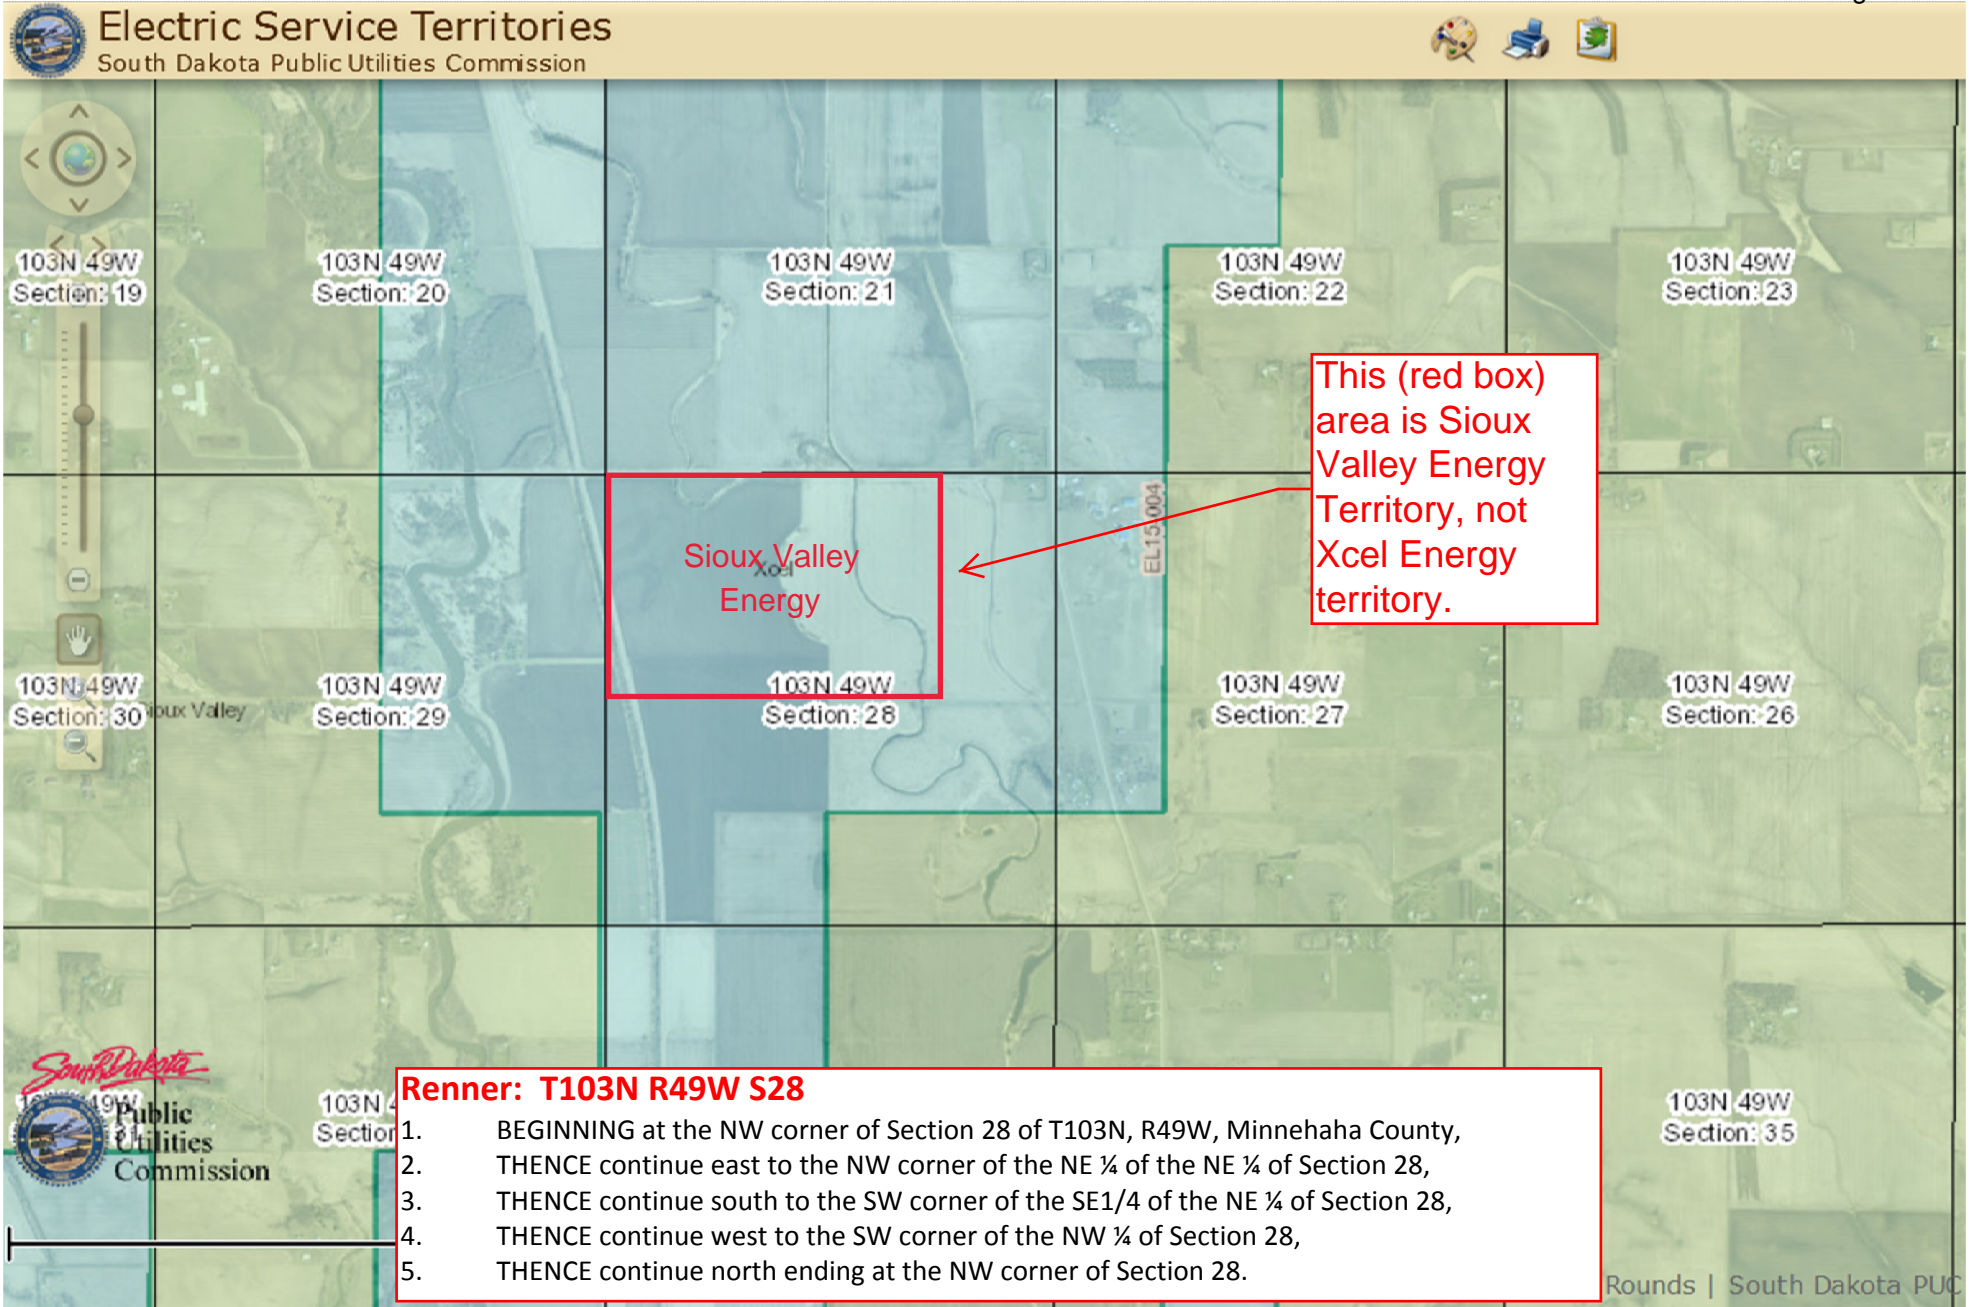 Electric Service Territories
South Dakota Public Utilities Commission
103N 49W
Section: 19
103N 49W
Section: 20
103N 49W
Section: 21
103N 49W
Section: 22
103N 49W
Section: 23
This (red box)
area is Sioux
Valley Energy
Territory, not
Xcel Energy
territory.
EL15-004
Sioux Valley
Energy
Xcel
103N 49W
Section: 30
Sioux Valley
103N 49W
Section: 29
103N 49W
Section: 28
103N 49W
Section: 27
103N 49W
Section: 26
South Dakota
Public
Utilities
Commission
103N
Section
103N 49W
Section: 35
Renner: T103N R49W S28
1. BEGINNING at the NW corner of Section 28 of T103N, R49W, Minnehaha County,
2. THENCE continue east to the NW corner of the NE ¼ of the NE ¼ of Section 28,
3. THENCE continue south to the SW corner of the SE1/4 of the NE ¼ of Section 28,
4. THENCE continue west to the SW corner of the NW ¼ of Section 28,
5. THENCE continue north ending at the NW corner of Section 28.
Rounds | South Dakota PUC